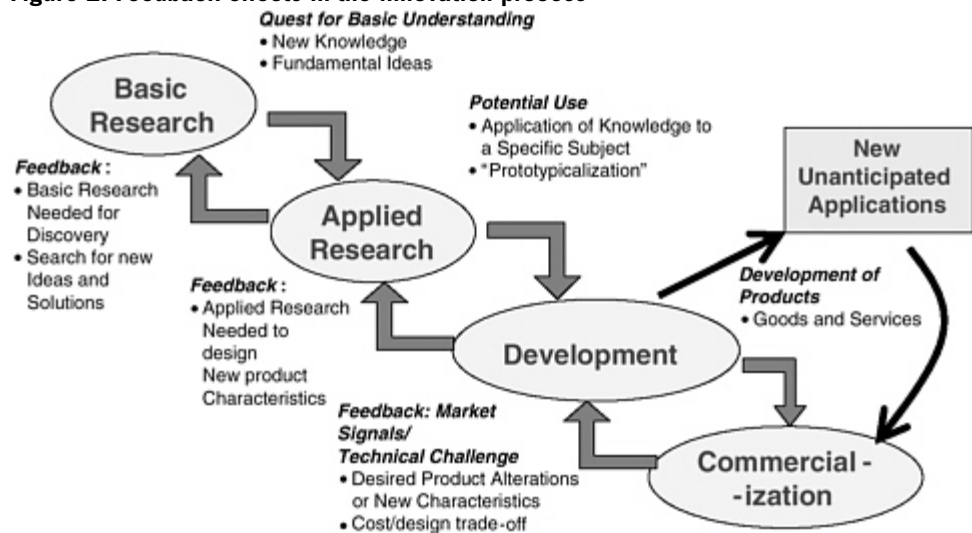 Figure 2. Feedback effects in the innovation process
Quest for Basic Understanding
• New Knowledge
• Fundamental Ideas
Basic
Research
Potential Use
• Application of Knowledge to
a Specific Subject
• "Prototypicalization"
New
Unanticipated
Applications
Feedback :
• Basic Research
Needed for
Discovery
• Search for new
Ideas and
Solutions
Applied
Research
Feedback :
• Applied Research
Needed to
design
New product
Characteristics
Development of
Products
• Goods and Services
Development
Feedback: Market
Signals/
Technical Challenge
• Desired Product Alterations
or New Characteristics
• Cost/design trade-off
Commercial -
-ization